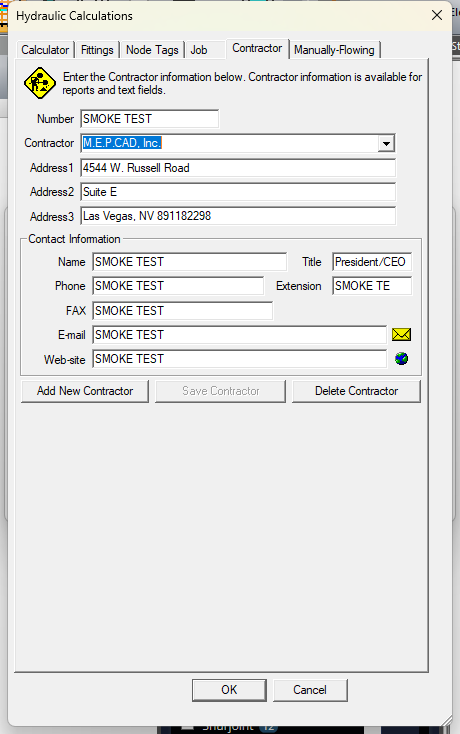 Hydraulic Calculations
Calculator Fittings Node Tags Job Contractor Manually-Flowing
Enter the Contractor information below. Contractor information is available for
reports and text fields.
Number SMOKE TEST
Contractor M.E.P.CAD, Inc.
Address1 4544 W. Russell Road
Address2 Suite E
Address3 Las Vegas, NV 891182298
Contact Information
Name SMOKE TEST Title President/CEO
Phone SMOKE TEST Extension SMOKE TE
FAX SMOKE TEST
E-mail SMOKE TEST
Web-site SMOKE TEST
Add New Contractor Save Contractor Delete Contractor
OK Cancel
12